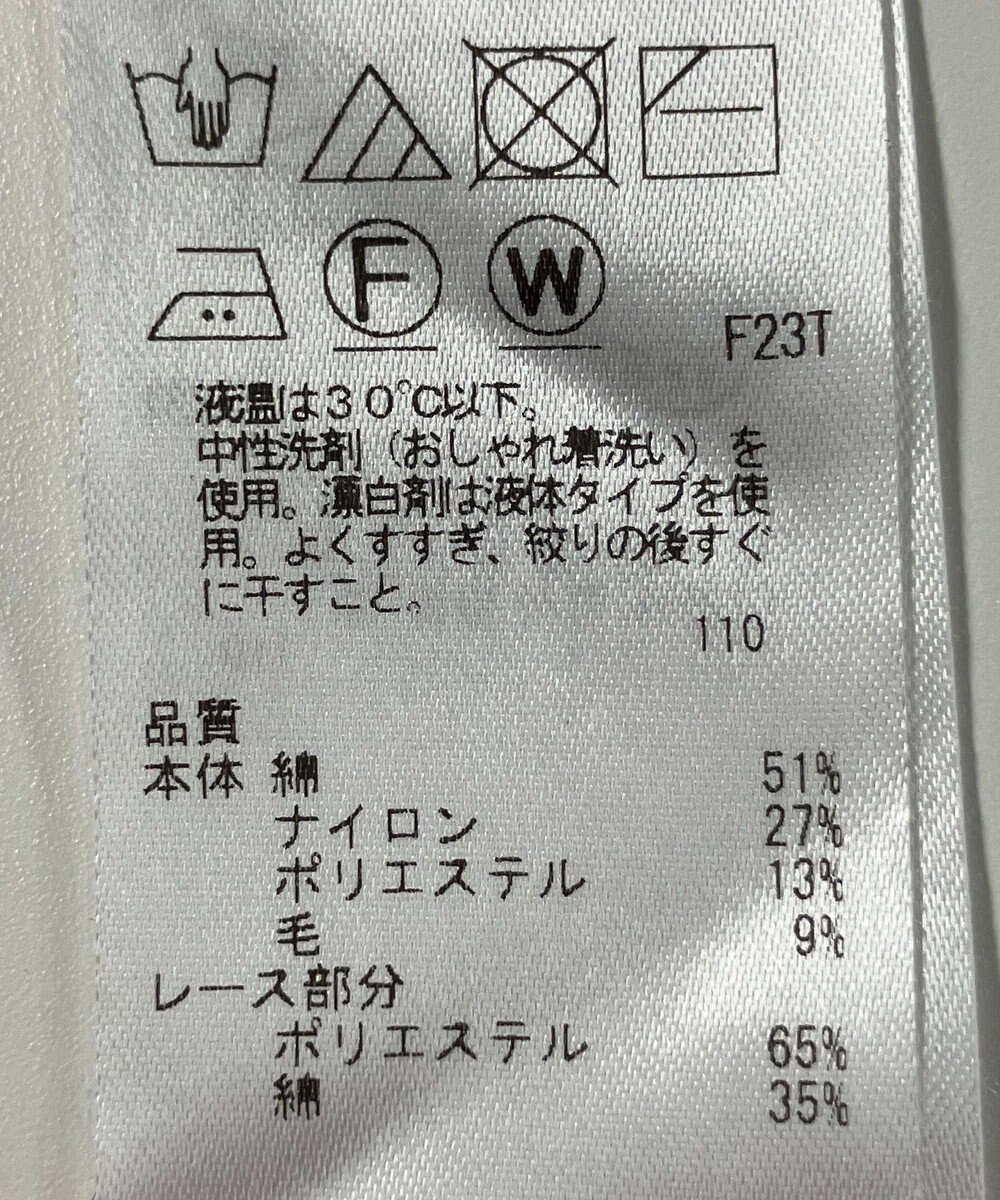 F W
F23T
液温は30℃以下。
中性洗剤（おしゃれ着洗い）を
使用。漂白剤は液体タイプを使
用。よくすすぎ、絞りの後すぐ
に干すこと。
110
品質
本体 綿 51%
ナイロン 27%
ポリエステル 13%
毛 9%
レース部分
ポリエステル 65%
綿 35%